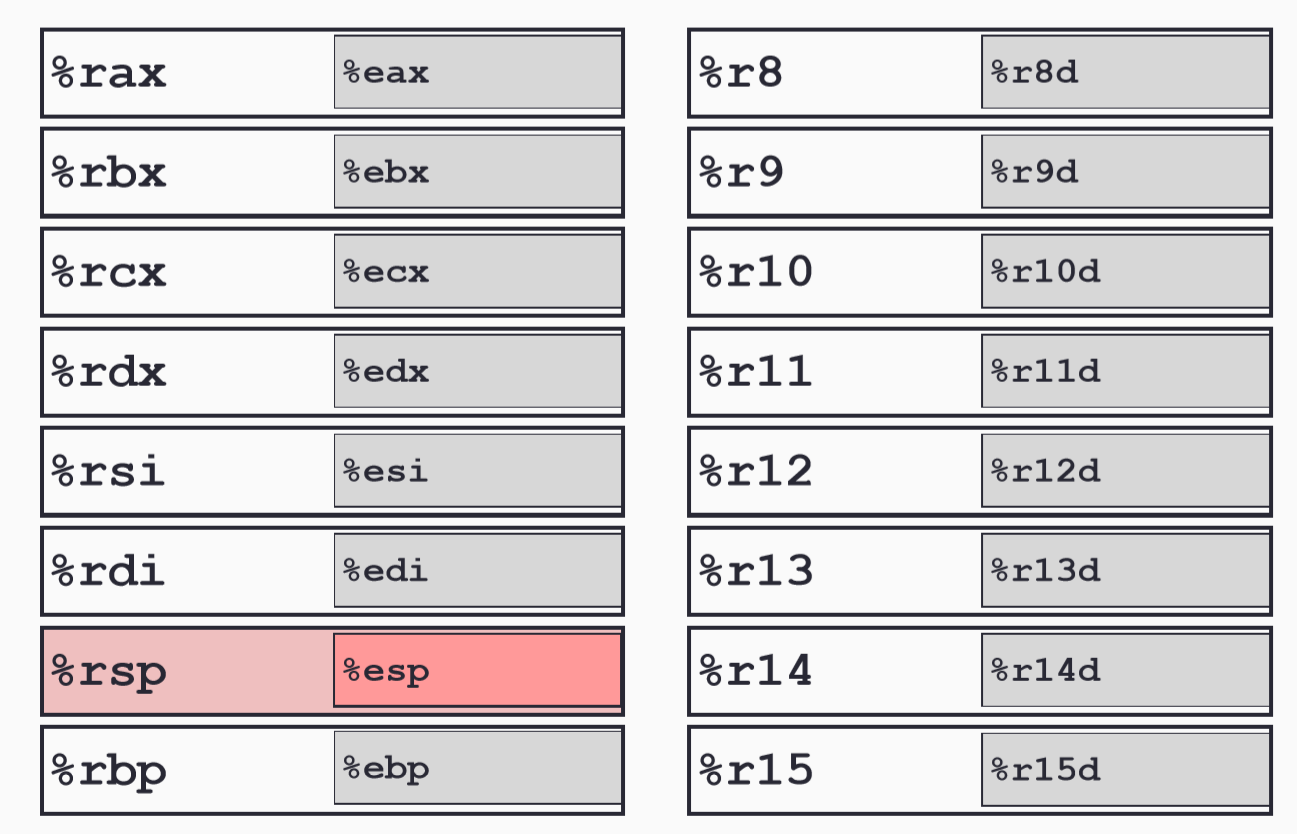 %rax %eax
%rbx %ebx
%rcx %ecx
%rdx %edx
%rsi %esi
%rdi %edi
%rsp %esp
%rbp %ebp
%r8 %r8d
%r9 %r9d
%r10 %r10d
%r11 %r11d
%r12 %r12d
%r13 %r13d
%r14 %r14d
%r15 %r15d